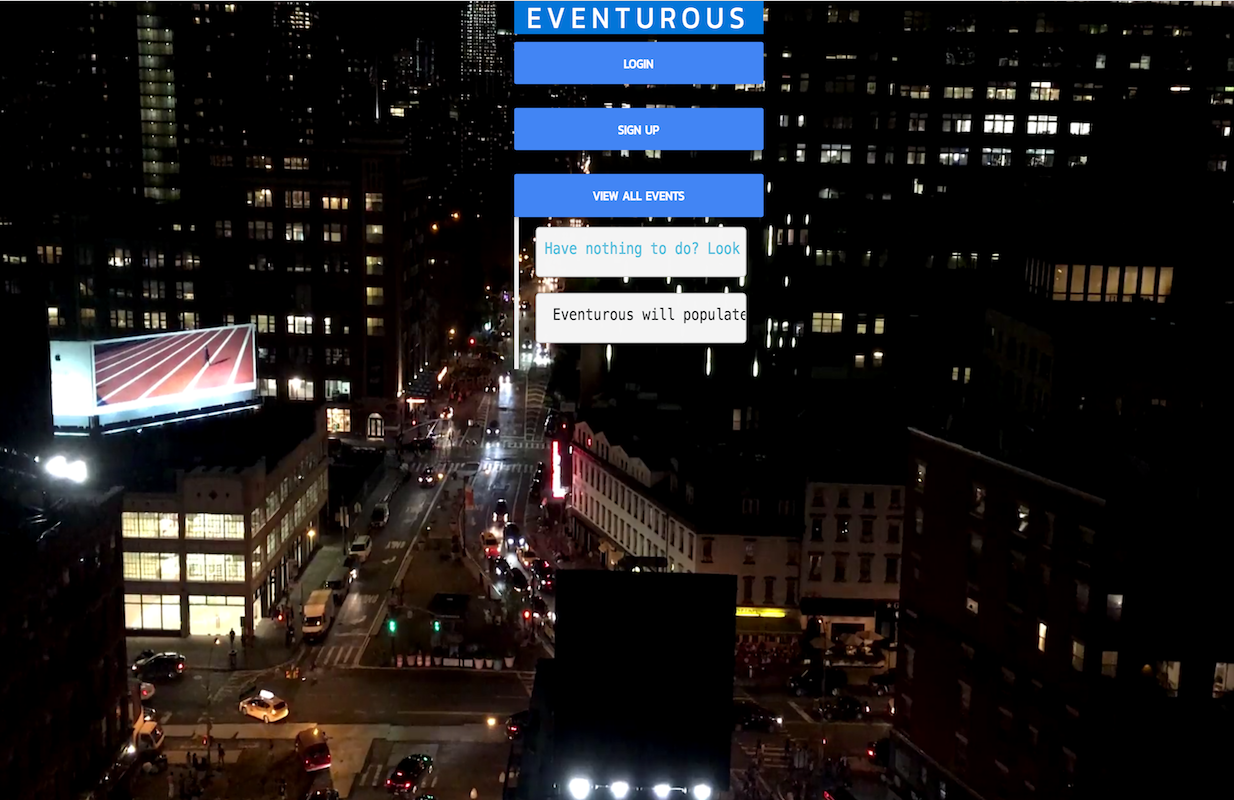 EVENTUROUS
LOGIN
SIGN UP
VIEW ALL EVENTS
Have nothing to do? Look
Eventurous will populate